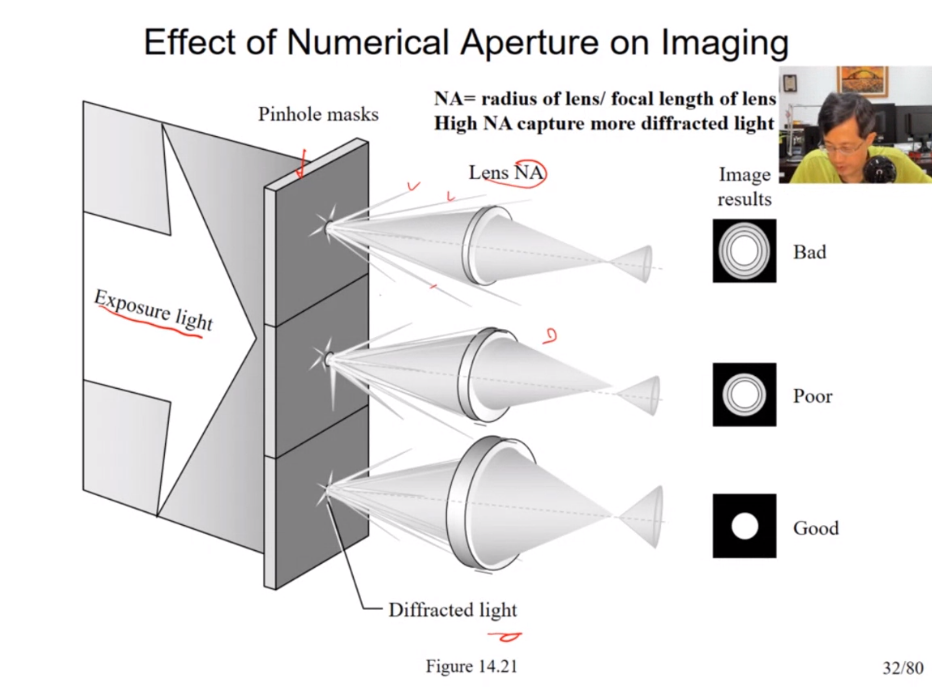 Effect of Numerical Aperture on Imaging
NA= radius of lens/ focal length of lens
High NA capture more diffracted light
Pinhole masks
Lens NA
Image
results
Bad
Exposure light
Poor
Good
Diffracted light
Figure 14.21
32/80